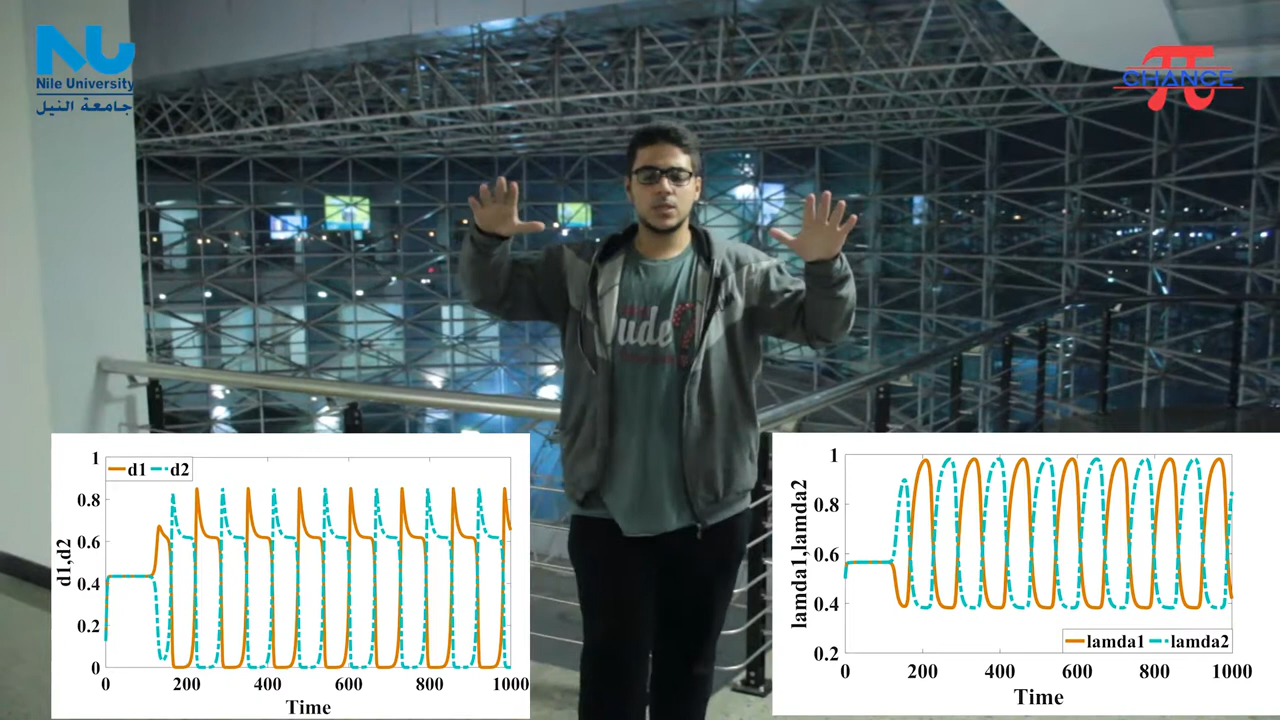 NU
Nile University
جامعة النيل
CHANCE
π
ude
d1 d2
1
0.8
0.6
0.4
0.2
0
d1,d2
0 200 400 600 800 1000
Time
1
0.8
0.6
0.4
0.2
lamda1,lamda2
lamda1 lamda2
0 200 400 600 800 1000
Time